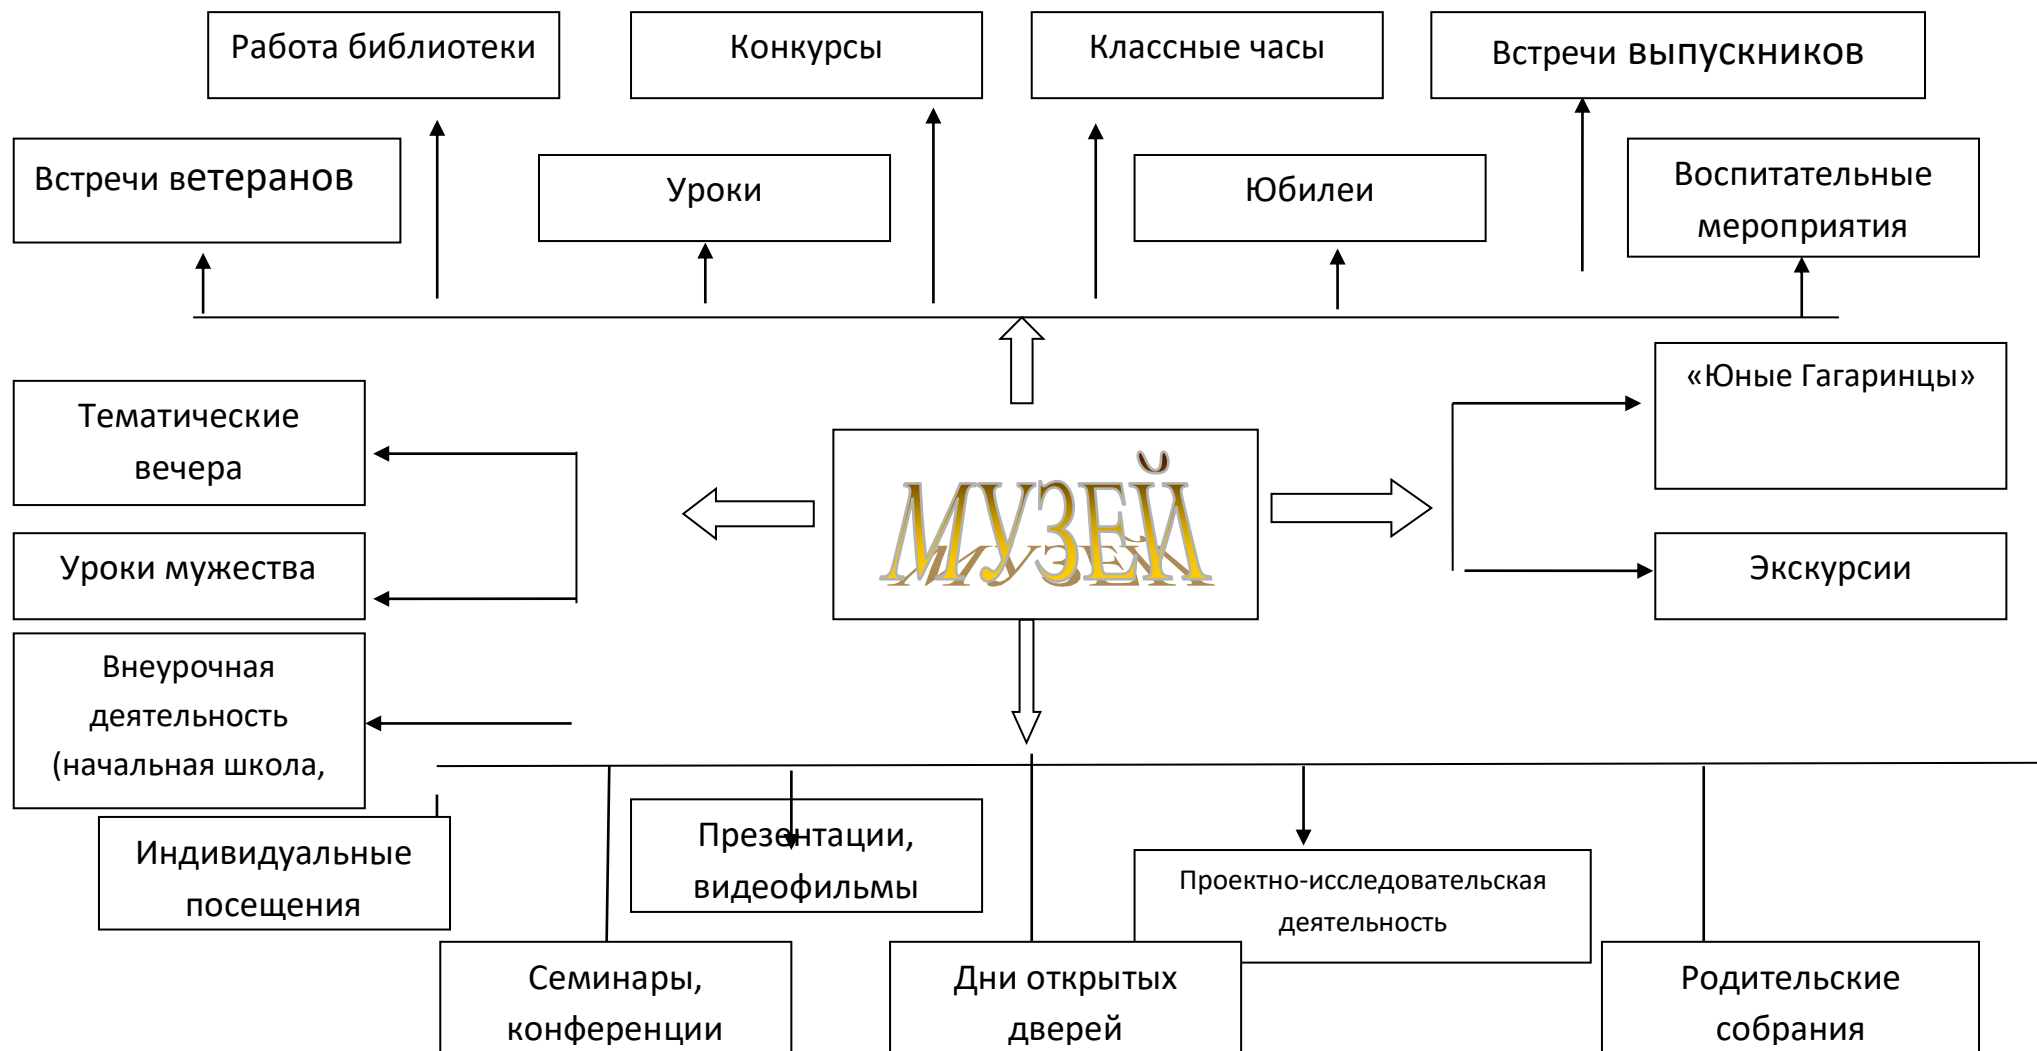 Работа библиотеки
Конкурсы
Классные часы
Встречи выпускников
Встречи ветеранов
Уроки
Юбилеи
Воспитательные
мероприятия
«Юные Гагаринцы»
Тематические
вечера
МУЗЕЙ
Уроки мужества
Экскурсии
Внеурочная
деятельность
(начальная школа,
Индивидуальные
посещения
Презентации,
видеофильмы
Проектно-исследовательская
деятельность
Семинары,
конференции
Дни открытых
дверей
Родительские
собрания